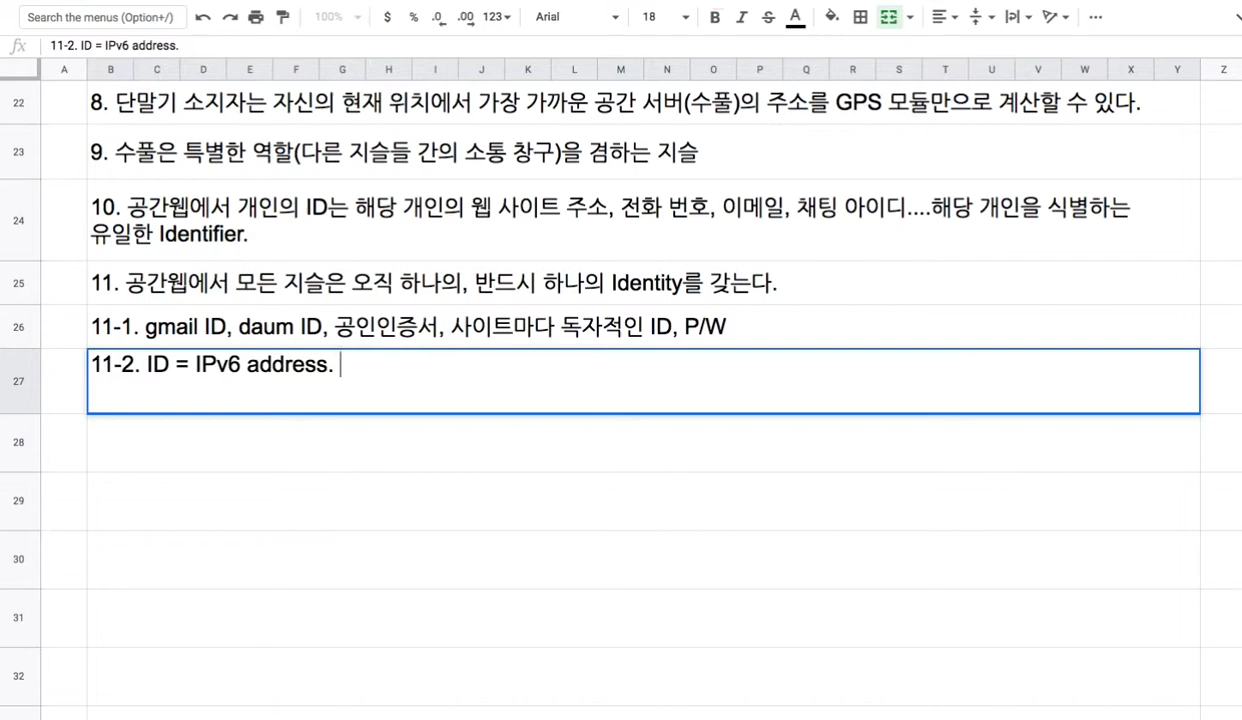 Search the menus (Option+/)
100%
$
%
.0
.00
123
Arial
18
B
I
S
A
fx
11-2. ID = IPv6 address.
A B C D E F G H I J K L M N O P Q R S T U V W X Y Z
22
8. 단말기 소지자는 자신의 현재 위치에서 가장 가까운 공간 서버(수풀)의 주소를 GPS 모듈만으로 계산할 수 있다.
23
9. 수풀은 특별한 역할(다른 지슬들 간의 소통 창구)을 겸하는 지슬
24
10. 공간웹에서 개인의 ID는 해당 개인의 웹 사이트 주소, 전화 번호, 이메일, 채팅 아이디....해당 개인을 식별하는
유일한 Identifier.
25
11. 공간웹에서 모든 지슬은 오직 하나의, 반드시 하나의 Identity를 갖는다.
26
11-1. gmail ID, daum ID, 공인인증서, 사이트마다 독자적인 ID, P/W
27
11-2. ID = IPv6 address.
28
29
30
31
32